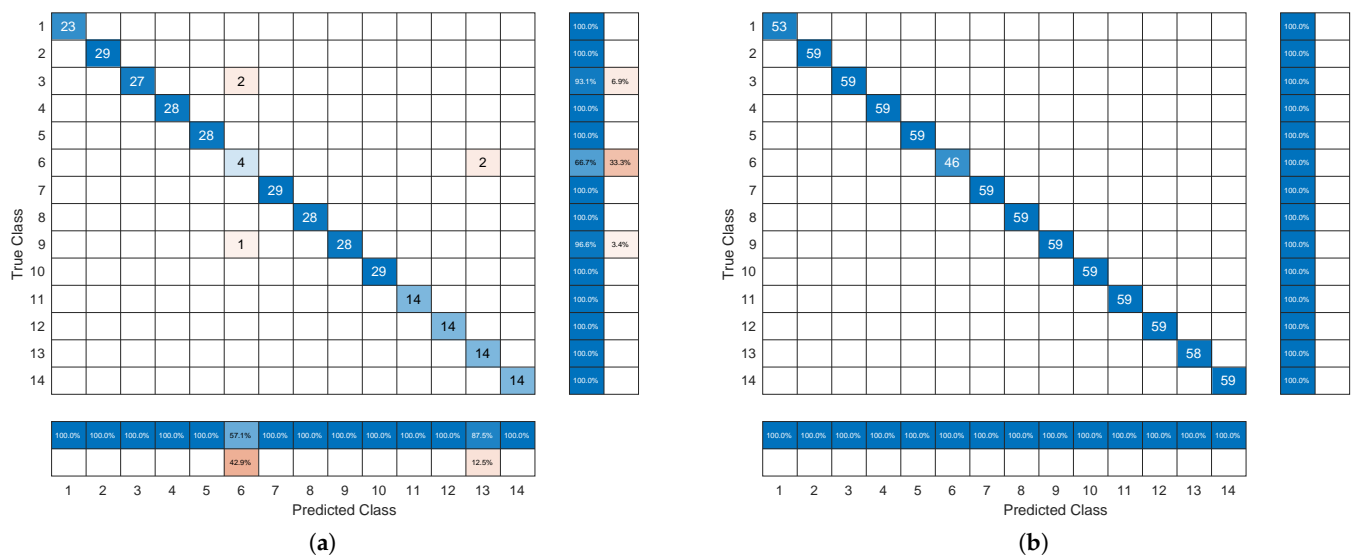 1 23 100.0% 1 53 100.0%
2 29 100.0% 2 59 100.0%
3 27 2 93.1% 6.9% 3 59 100.0%
4 28 100.0% 4 59 100.0%
5 28 100.0% 5 59 100.0%
6 4 2 66.7% 33.3% 6 46 100.0%
7 29 100.0% 7 59 100.0%
8 28 100.0% 8 59 100.0%
9 1 28 96.6% 3.4% 9 59 100.0%
10 29 100.0% 10 59 100.0%
11 14 100.0% 11 59 100.0%
12 14 100.0% 12 59 100.0%
13 14 100.0% 13 58 100.0%
14 14 100.0% 14 59 100.0%
True Class True Class
100.0% 100.0% 100.0% 100.0% 100.0% 57.1% 100.0% 100.0% 100.0% 100.0% 100.0% 100.0% 87.5% 100.0% 100.0% 100.0% 100.0% 100.0% 100.0% 100.0% 100.0% 100.0% 100.0% 100.0% 100.0% 100.0% 100.0% 100.0%
42.9% 12.5%
1 2 3 4 5 6 7 8 9 10 11 12 13 14 1 2 3 4 5 6 7 8 9 10 11 12 13 14
Predicted Class Predicted Class
(a) (b)